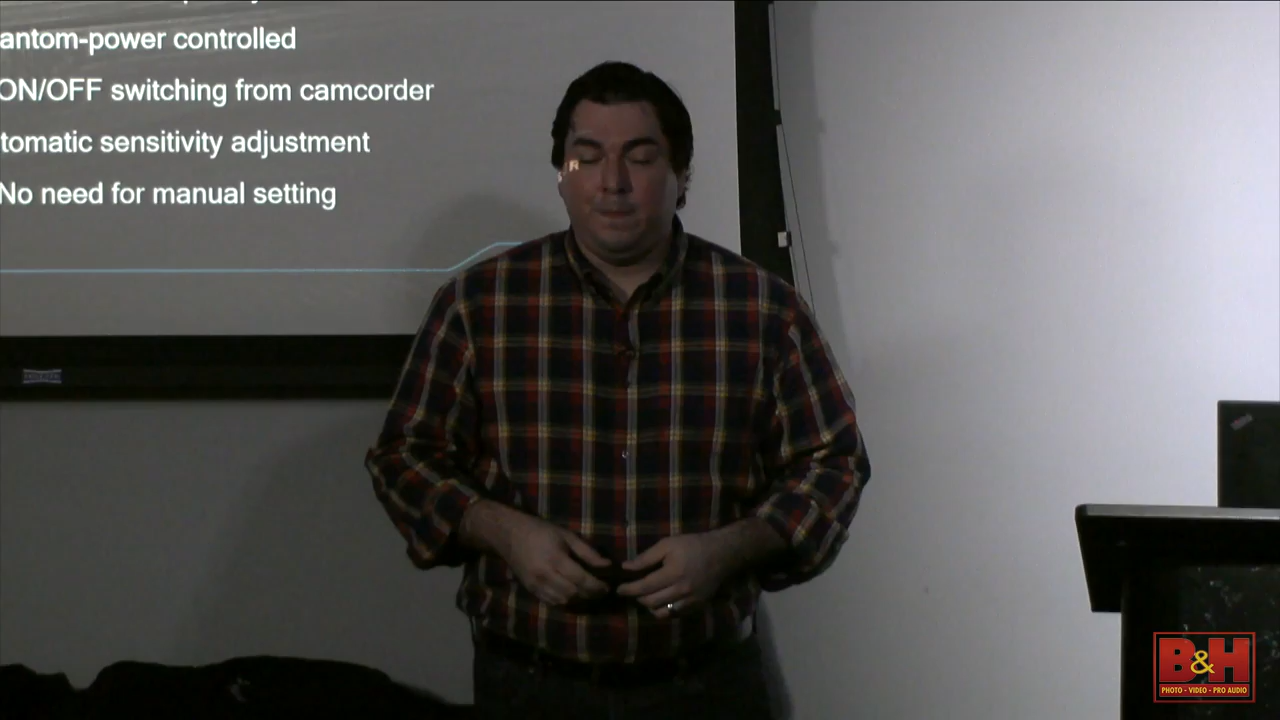 antom-power controlled
ON/OFF switching from camcorder
tomatic sensitivity adjustment
No need for manual setting
B&H
PHOTO - VIDEO - PRO AUDIO